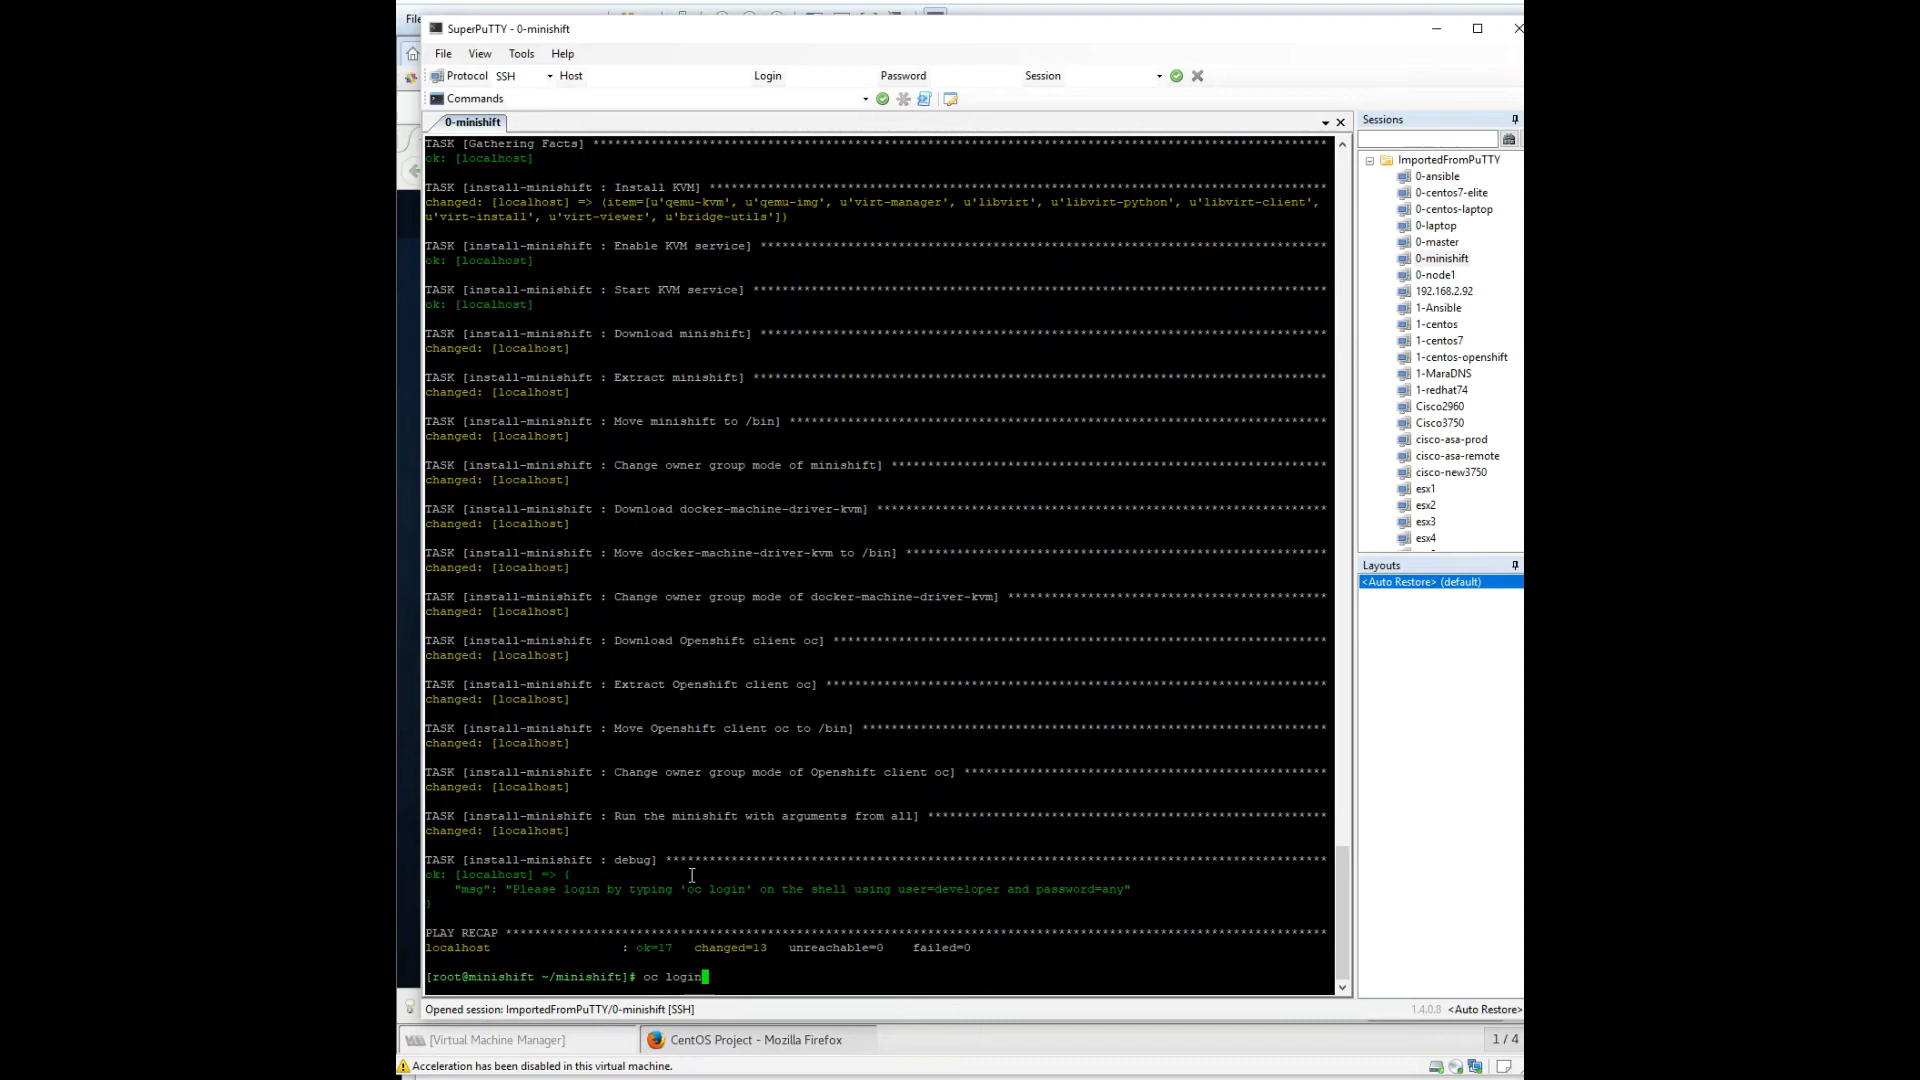 File
SuperPuTTY - 0-minishift
File View Tools Help
Protocol SSH Host Login Password Session
Commands
0-minishift
TASK [Gathering Facts] ****************************************************************************************************
ok: [localhost]
TASK [install-minishift : Install KVM] *************************************************************************************
changed: [localhost] => (item=[u'qemu-kvm', u'qemu-img', u'virt-manager', u'libvirt', u'libvirt-python', u'libvirt-client',
u'virt-install', u'virt-viewer', u'bridge-utils'])
TASK [install-minishift : Enable KVM service] ******************************************************************************
ok: [localhost]
TASK [install-minishift : Start KVM service] *******************************************************************************
ok: [localhost]
TASK [install-minishift : Download minishift] ******************************************************************************
changed: [localhost]
TASK [install-minishift : Extract minishift] *******************************************************************************
changed: [localhost]
TASK [install-minishift : Move minishift to /bin] **************************************************************************
changed: [localhost]
TASK [install-minishift : Change owner group mode of minishift] ************************************************************
changed: [localhost]
TASK [install-minishift : Download docker-machine-driver-kvm] **************************************************************
changed: [localhost]
TASK [install-minishift : Move docker-machine-driver-kvm to /bin] **********************************************************
changed: [localhost]
TASK [install-minishift : Change owner group mode of docker-machine-driver-kvm] ********************************************
changed: [localhost]
TASK [install-minishift : Download Openshift client oc] ********************************************************************
changed: [localhost]
TASK [install-minishift : Extract Openshift client oc] *********************************************************************
changed: [localhost]
TASK [install-minishift : Move Openshift client oc to /bin] ****************************************************************
changed: [localhost]
TASK [install-minishift : Change owner group mode of Openshift client oc] **************************************************
changed: [localhost]
TASK [install-minishift : Run the minishift with arguments from all] *******************************************************
changed: [localhost]
TASK [install-minishift : debug] *******************************************************************************************
ok: [localhost] => {
"msg": "Please login by typing 'oc login' on the shell using user=developer and password=any"
}
PLAY RECAP *****************************************************************************************************************
localhost : ok=17 changed=13 unreachable=0 failed=0
[root@minishift ~/minishift]# oc login
Sessions
ImportedFromPuTTY
0-ansible
0-centos7-elite
0-centos-laptop
0-laptop
0-master
0-minishift
0-node1
192.168.2.92
1-Ansible
1-centos
1-centos7
1-centos-openshift
1-MaraDNS
1-redhat74
Cisco2960
Cisco3750
cisco-asa-prod
cisco-asa-remote
cisco-new3750
esx1
esx2
esx3
esx4
Layouts
<Auto Restore> (default)
Opened session: ImportedFromPuTTY/0-minishift [SSH] 1.4.0.8 <Auto Restore>
[Virtual Machine Manager] CentOS Project - Mozilla Firefox 1 / 4
Acceleration has been disabled in this virtual machine.